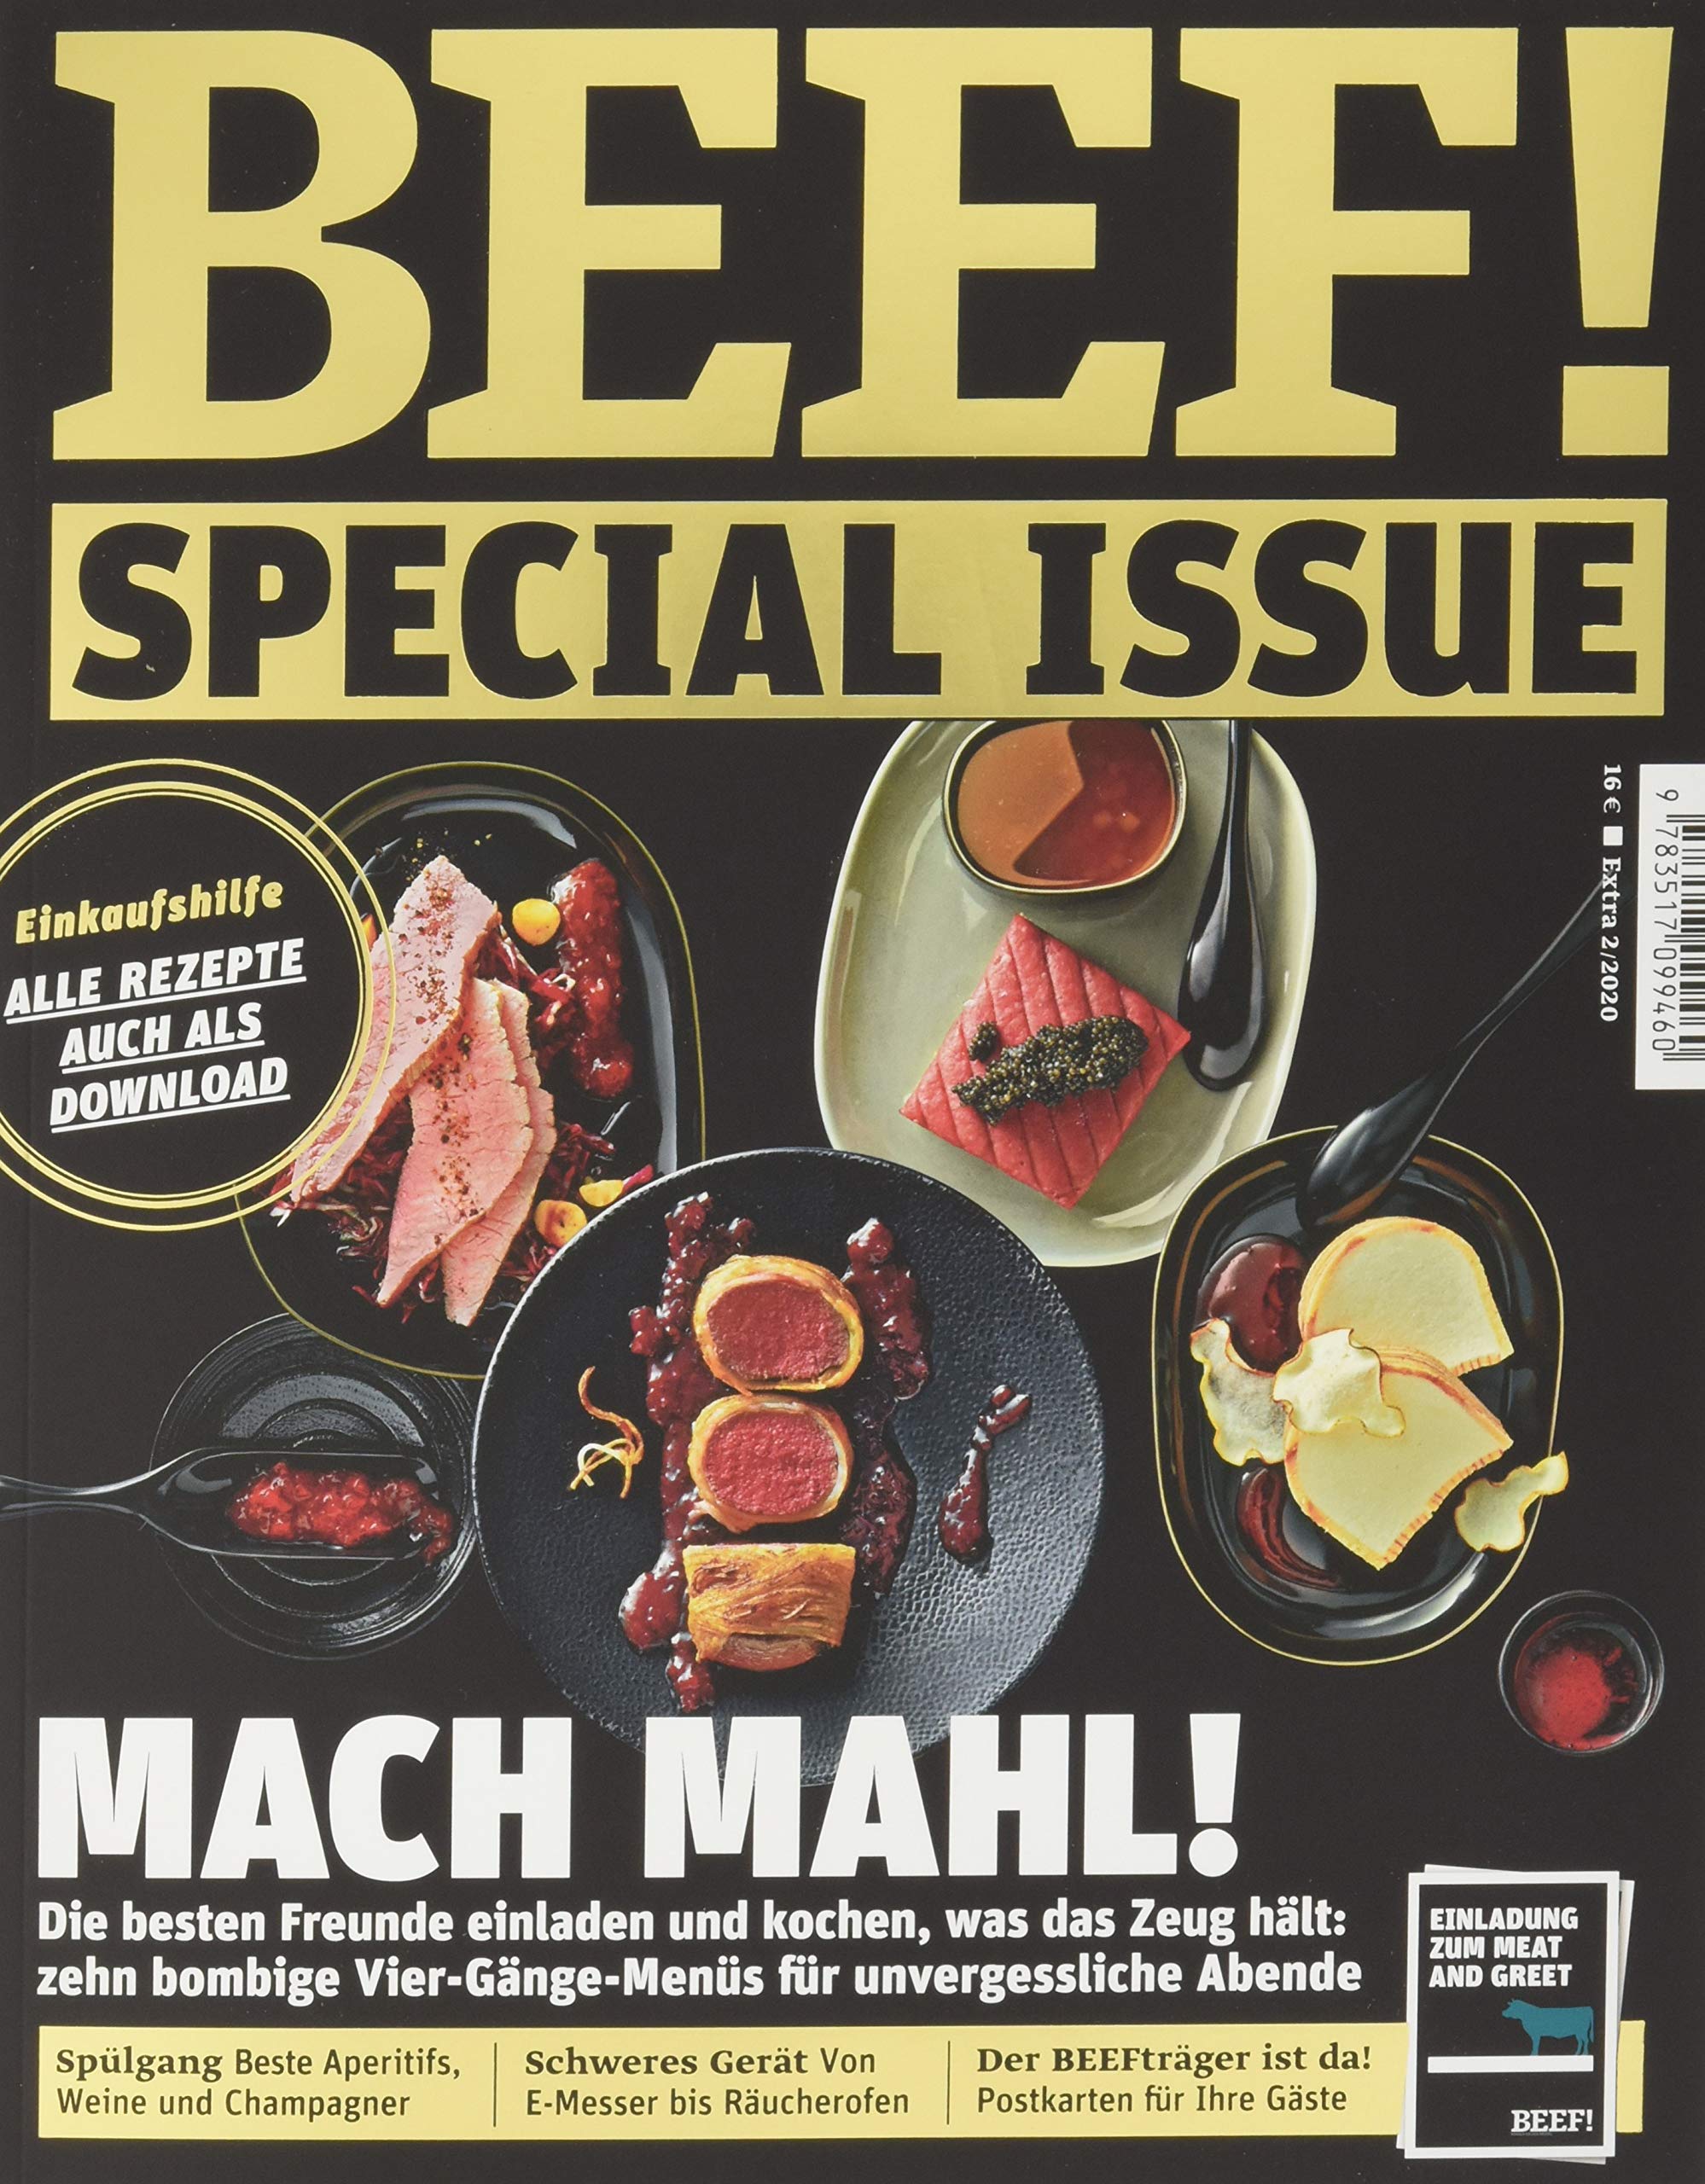 BEEF!
SPECIAL ISSUE
16 € ■ Extra 2/2020
9 783517 099460
Einkaufshilfe
ALLE REZEPTE
AUCH ALS
DOWNLOAD
MACH MAHL!
Die besten Freunde einladen und kochen, was das Zeug hält:
zehn bombige Vier-Gänge-Menüs für unvergessliche Abende
Spülgang Beste Aperitifs,
Weine und Champagner
Schweres Gerät Von
E-Messer bis Räucherofen
Der BEEFträger ist da!
Postkarten für Ihre Gäste
EINLADUNG
ZUM MEAT
AND GREET
BEEF!